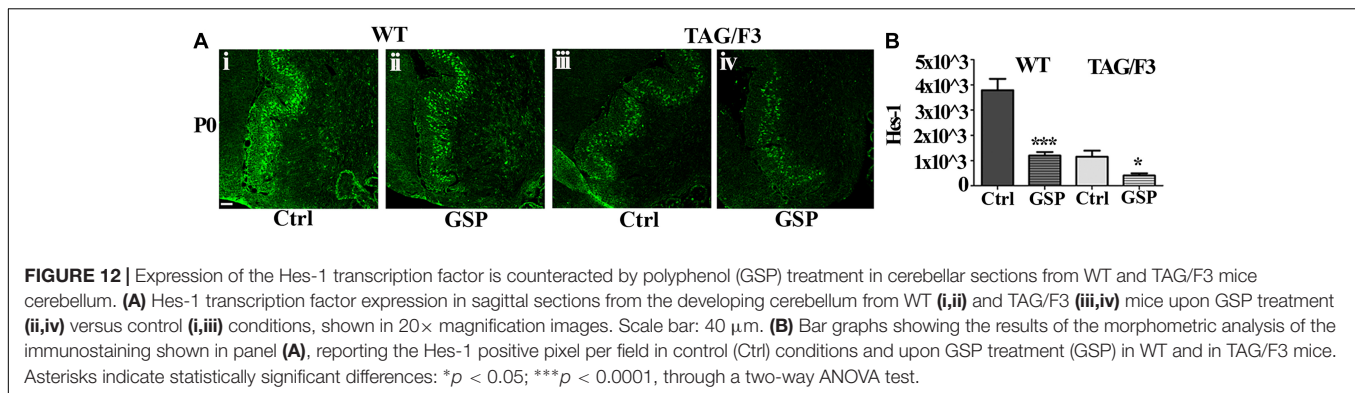 A WT TAG/F3 B
i ii iii iv
P0
Ctrl GSP Ctrl GSP
5x10^3 WT TAG/F3
4x10^3
3x10^3
Hes-1
2x10^3
***
1x10^3 *
0
Ctrl GSP Ctrl GSP
FIGURE 12 | Expression of the Hes-1 transcription factor is counteracted by polyphenol (GSP) treatment in cerebellar sections from WT and TAG/F3 mice
cerebellum. (A) Hes-1 transcription factor expression in sagittal sections from the developing cerebellum from WT (i,ii) and TAG/F3 (iii,iv) mice upon GSP treatment
(ii,iv) versus control (i,iii) conditions, shown in 20× magnification images. Scale bar: 40 μm. (B) Bar graphs showing the results of the morphometric analysis of the
immunostaining shown in panel (A), reporting the Hes-1 positive pixel per field in control (Ctrl) conditions and upon GSP treatment (GSP) in WT and in TAG/F3 mice.
Asterisks indicate statistically significant differences: *p < 0.05; ***p < 0.0001, through a two-way ANOVA test.